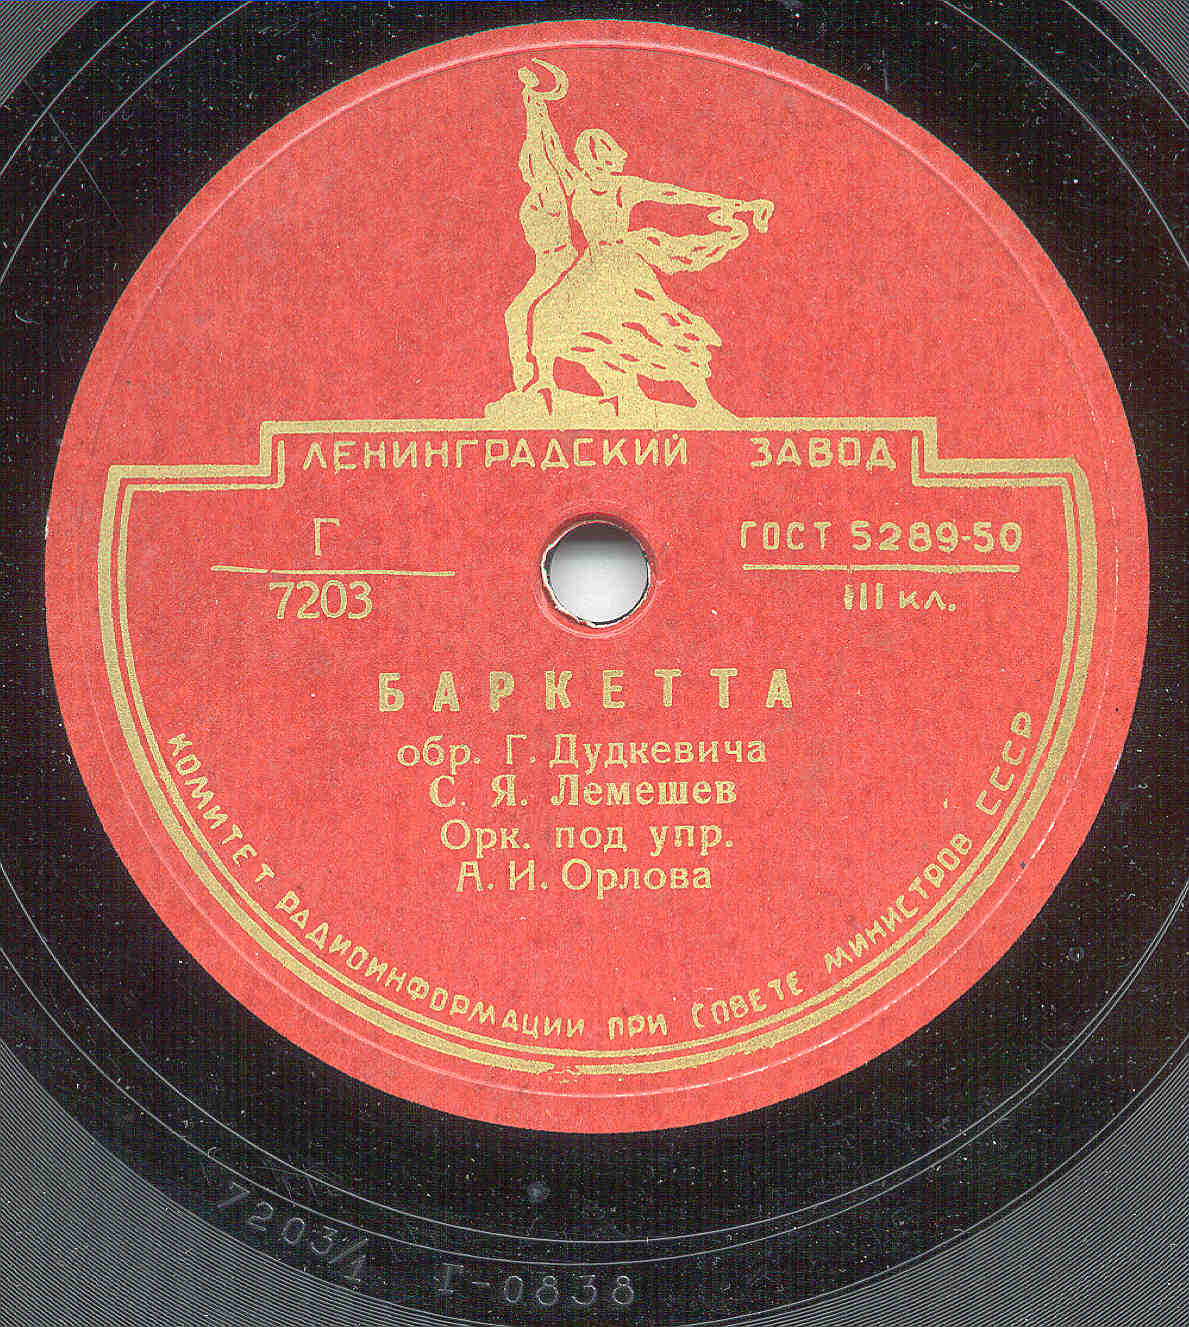 ЛЕНИНГРАДСКИЙ ЗАВОД
Г
7203
ГОСТ 5289-50
III кл.
БАРКЕТТА
обр. Г. Дудкевича
С. Я. Лемешев
Орк. под упр.
А. И. Орлова
КОМИТЕТ РАДИОИНФОРМАЦИИ ПРИ СОВЕТЕ МИНИСТРОВ СССР
7203/1 I-0838